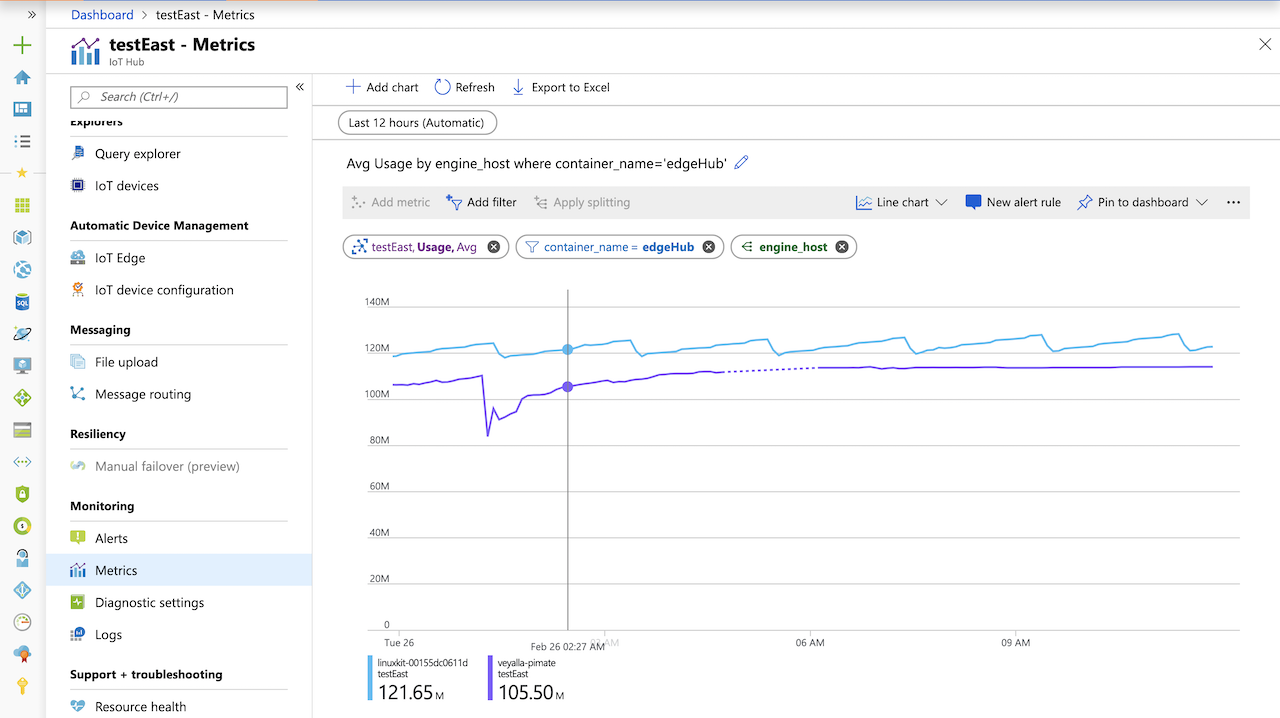 Dashboard > testEast - Metrics
testEast - Metrics
IoT Hub
Search (Ctrl+/)
Explorers
Query explorer
IoT devices
Automatic Device Management
IoT Edge
IoT device configuration
Messaging
File upload
Message routing
Resiliency
Manual failover (preview)
Monitoring
Alerts
Metrics
Diagnostic settings
Logs
Support + troubleshooting
Resource health
Add chart Refresh Export to Excel
Last 12 hours (Automatic)
Avg Usage by engine_host where container_name='edgeHub'
Add metric Add filter Apply splitting Line chart New alert rule Pin to dashboard
testEast, Usage, Avg container_name = edgeHub engine_host
140M
120M
100M
80M
60M
40M
20M
0
Tue 26 Feb 26 02:27 AM 03 AM 06 AM 09 AM
linuxkit-00155dc0611d
testEast
121.65 M
veyalla-pimate
testEast
105.50 M
SQL